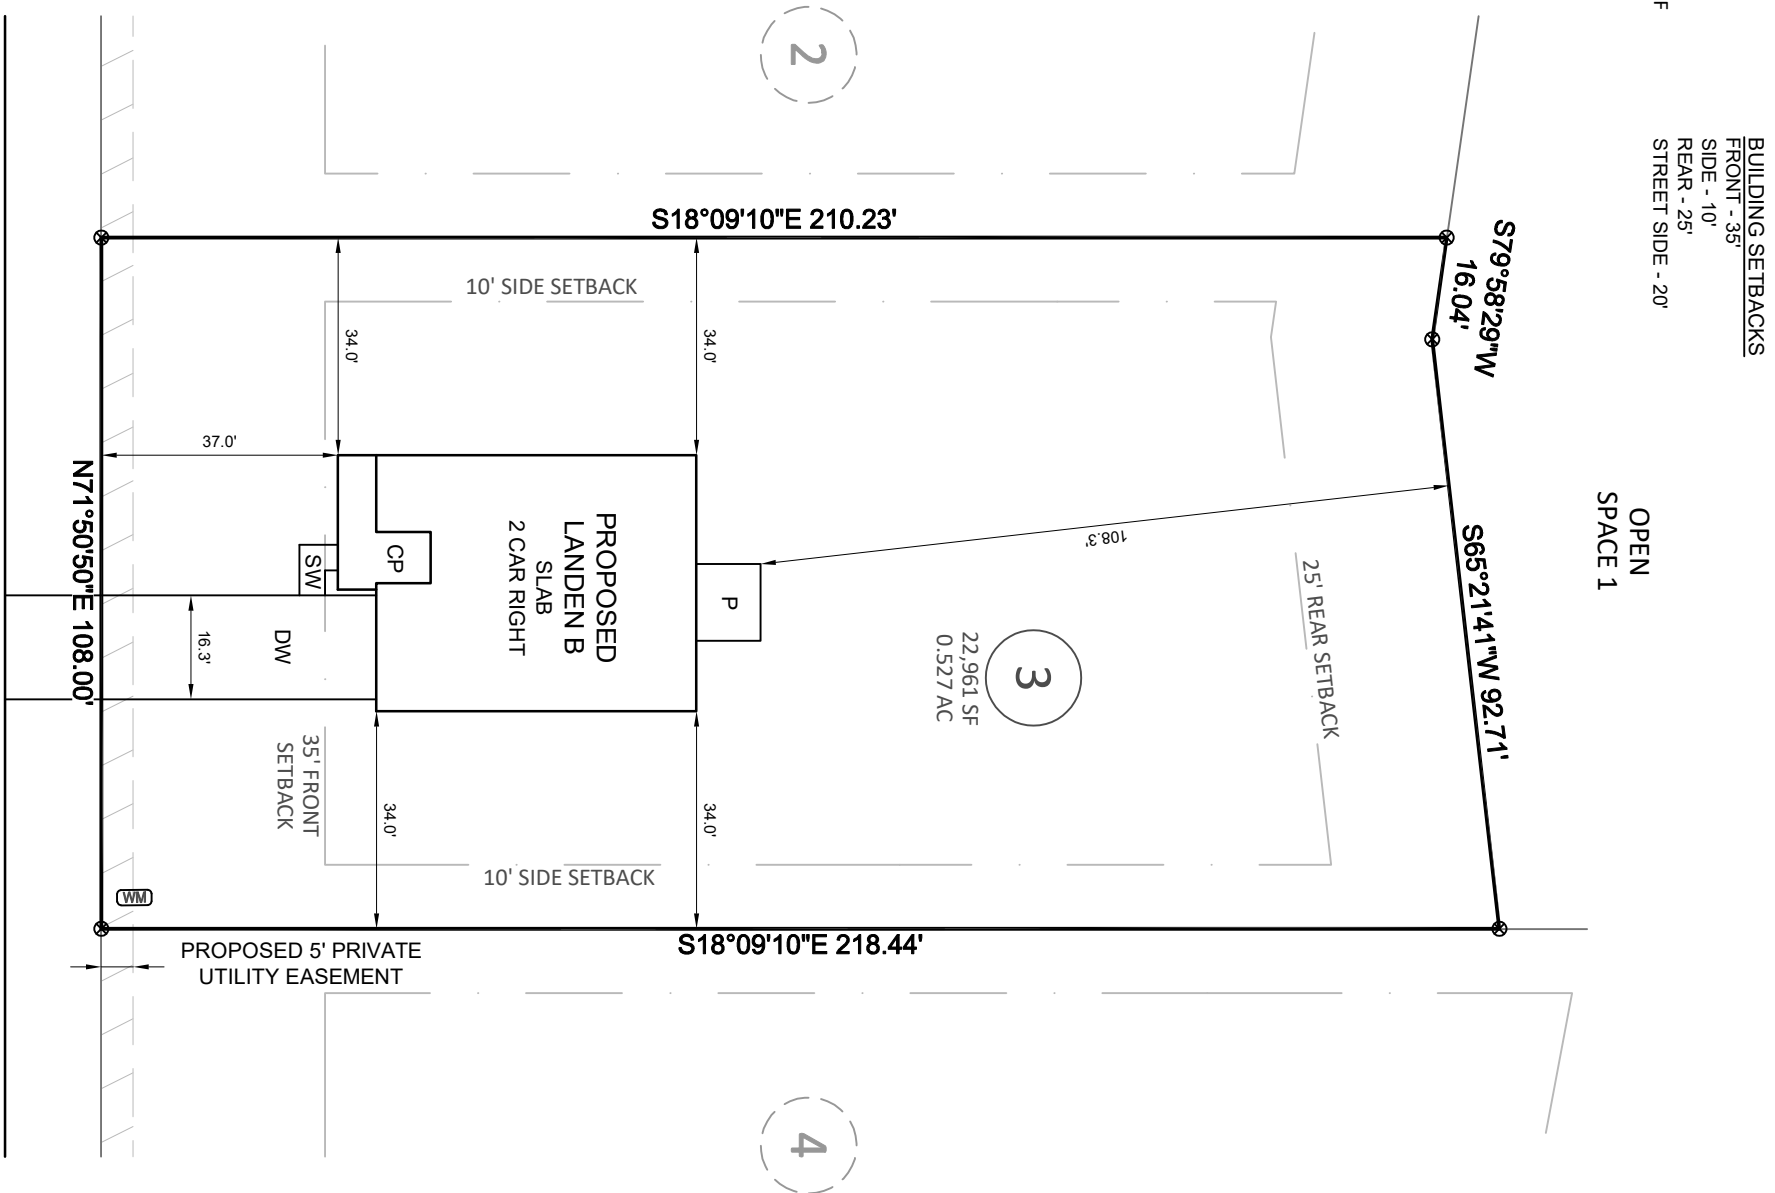 F
BUILDING SETBACKS
FRONT - 35'
SIDE - 10'
REAR - 25'
STREET SIDE - 20'
OPEN
SPACE 1
2
S18°09'10"E 210.23'
S79°58'29"W
16.04'
10' SIDE SETBACK
34.0'
34.0'
37.0'
108.3'
S65°21'41"W 92.71'
25' REAR SETBACK
PROPOSED
LANDEN B
SLAB
2 CAR RIGHT
CP
SW
P
DW
16.3'
3
22,961 SF
0.527 AC
N71°50'50"E 108.00'
35' FRONT
SETBACK
34.0'
34.0'
10' SIDE SETBACK
WM
S18°09'10"E 218.44'
PROPOSED 5' PRIVATE
UTILITY EASEMENT
4